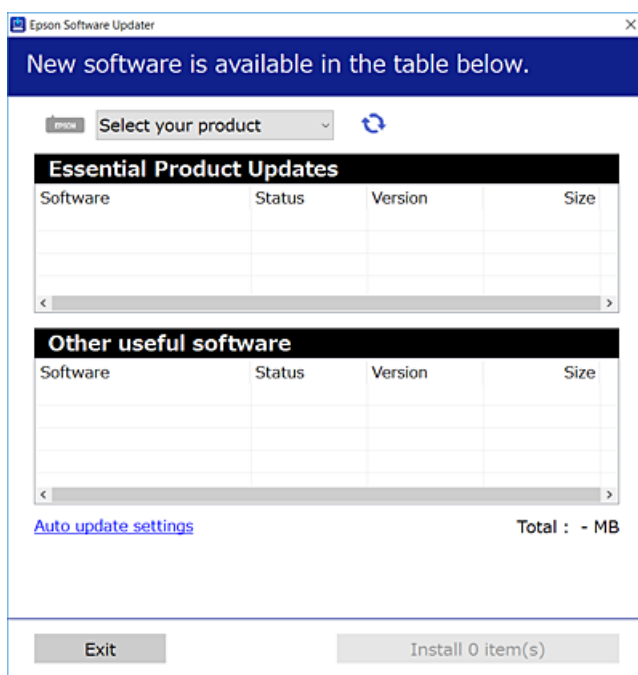 Epson Software Updater
New software is available in the table below.
EPSON Select your product
Essential Product Updates
Software Status Version Size
Other useful software
Software Status Version Size
Auto update settings Total : - MB
Exit Install 0 item(s)